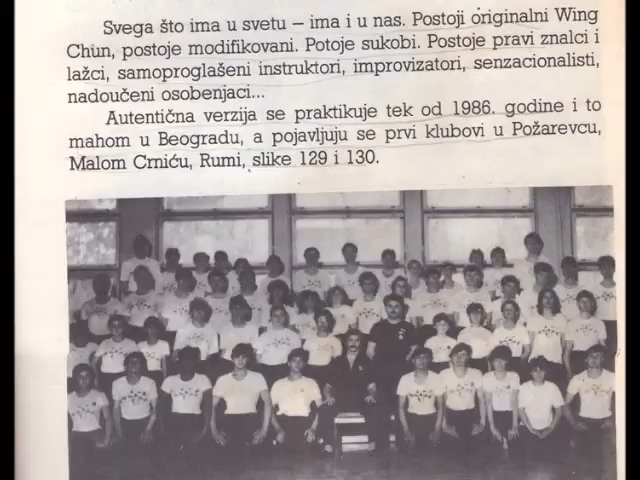 Svega što ima u svetu – ima i u nas. Postoji originalni Wing
Chun, postoje modifikovani. Potoje sukobi. Postoje pravi znalci i
lažci, samoproglašeni instruktori, improvizatori, senzacionalisti,
nadoučeni osobenjaci...
Autentična verzija se praktikuje tek od 1986. godine i to
mahom u Beogradu, a pojavljuju se prvi klubovi u Požarevcu,
Malom Crniću, Rumi, slike 129 i 130.